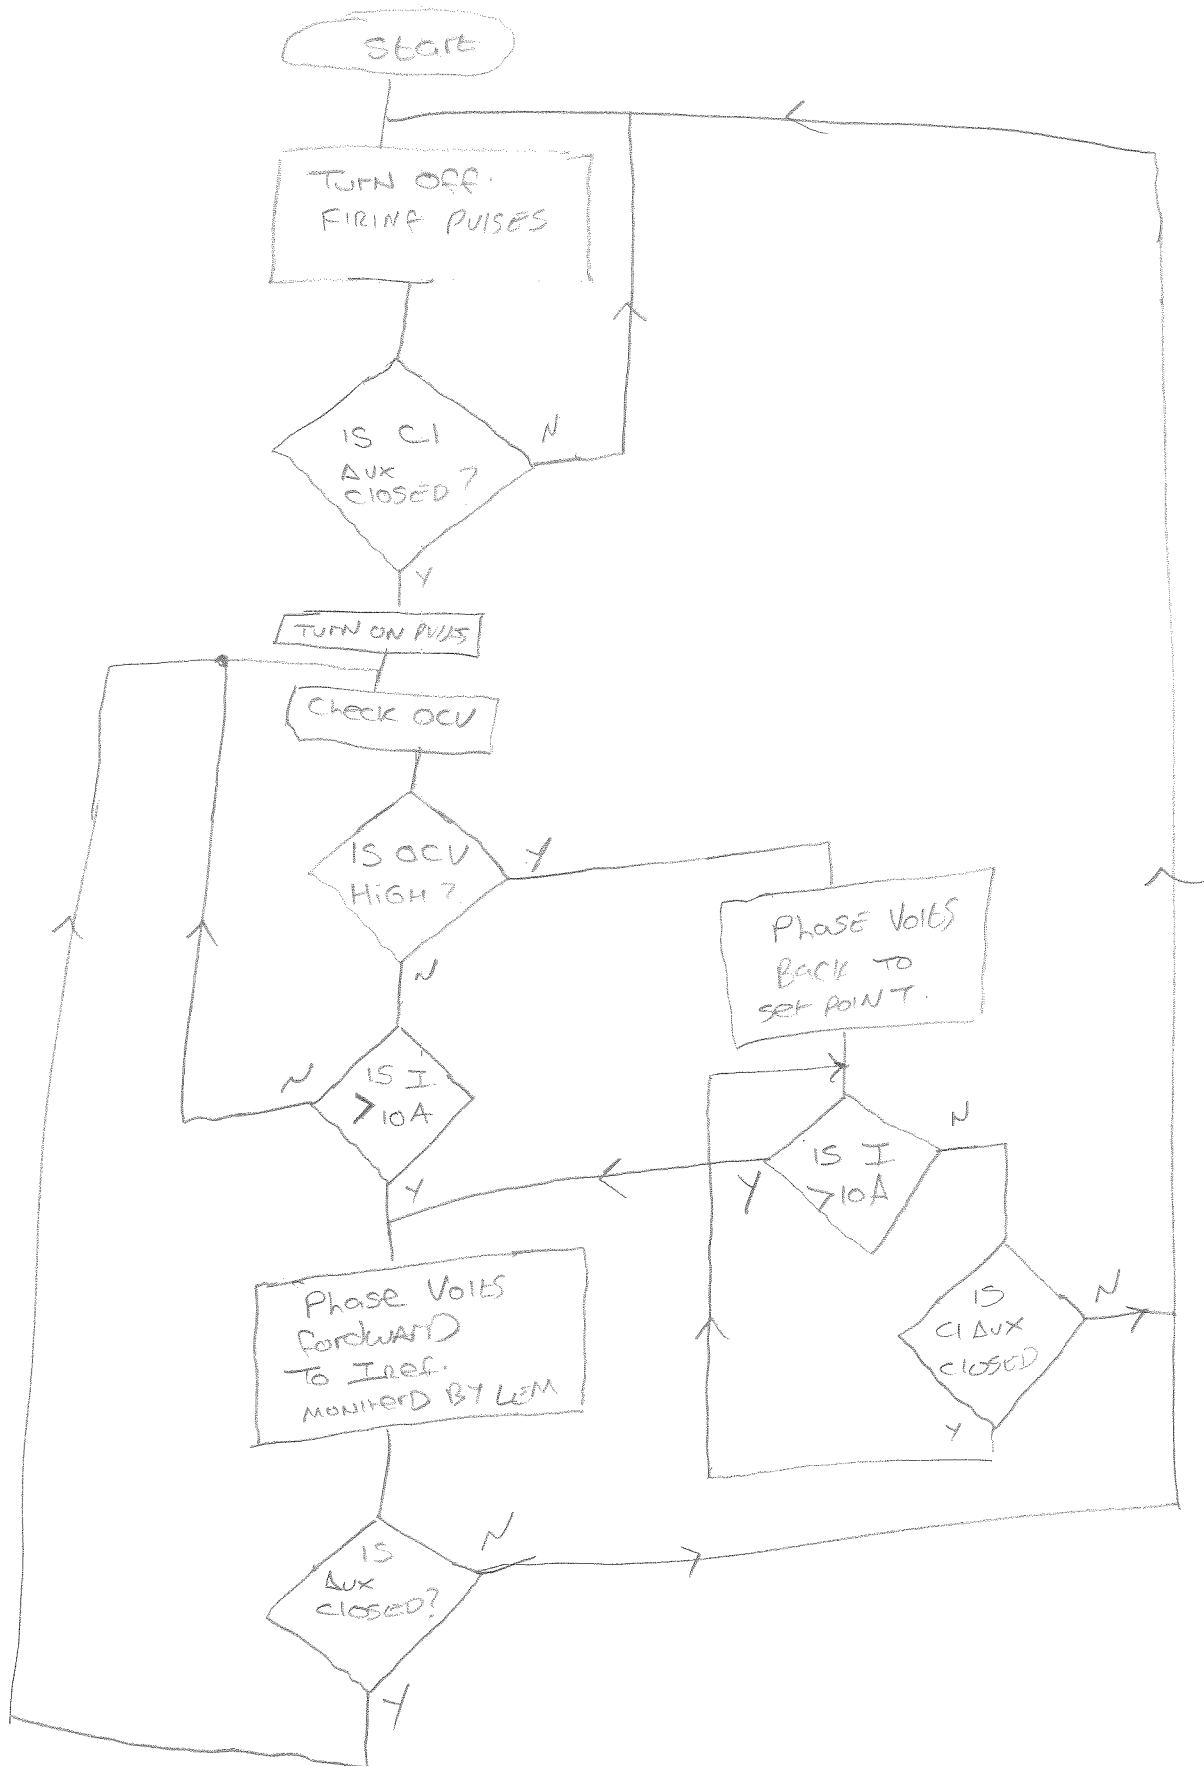 Start
TURN OFF.
FIRING PULSES
IS C1
AUX
CLOSED?
N
Y
TURN ON PULSES
Check OCV
IS OCV
HIGH?
Y
N
Phase Volts
Back TO
set POINT.
IS I
>10A
N
Y
IS I
>10A
N
Y
Phase Volts
fordward
To Iref.
MONITERD BY LEM
IS
C1 AUX
CLOSED
N
Y
IS
AUX
CLOSED?
N
Y